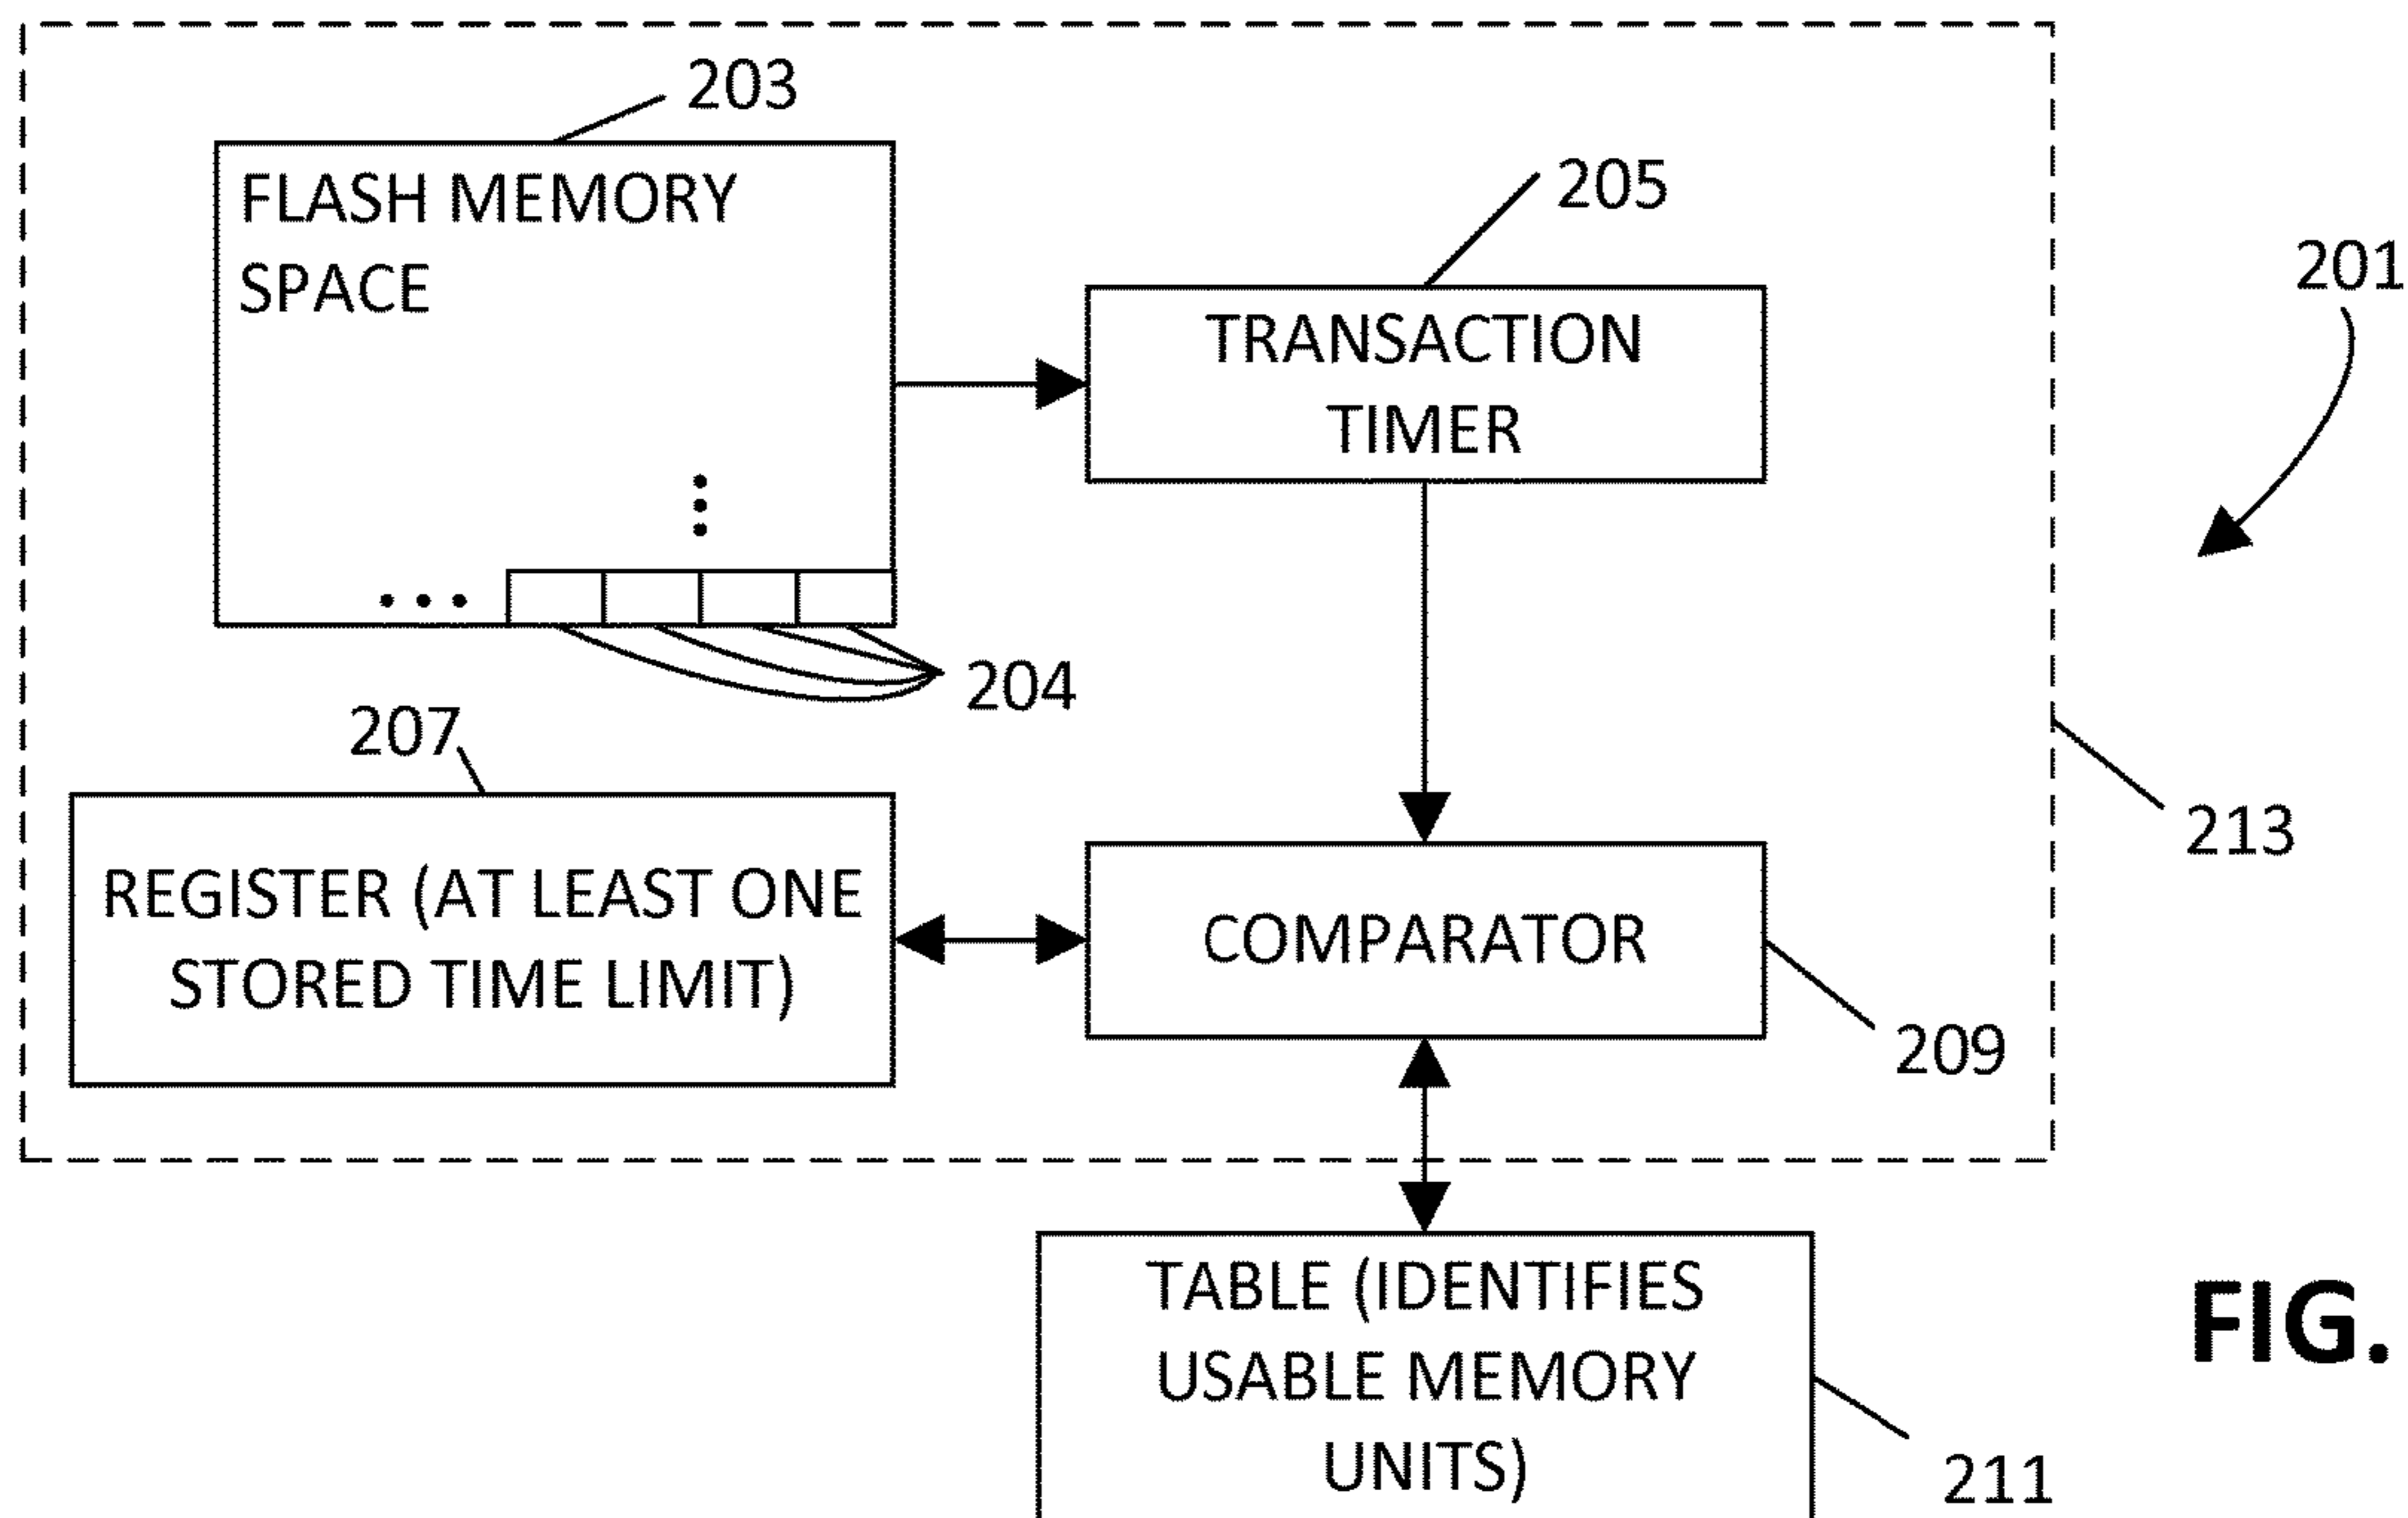 203
FLASH MEMORY
SPACE
205
TRANSACTION
TIMER
201
204
207
REGISTER (AT LEAST ONE
STORED TIME LIMIT)
COMPARATOR
213
209
TABLE (IDENTIFIES
USABLE MEMORY
UNITS)
211
FIG.